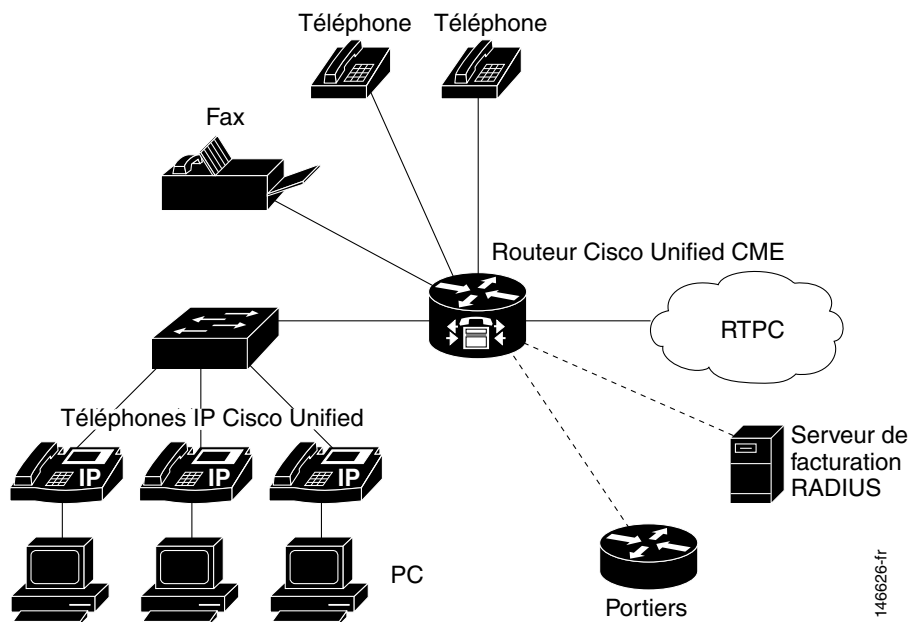 Téléphone
Téléphone
Fax
Routeur Cisco Unified CME
RTPC
Téléphones IP Cisco Unified
IP
IP
IP
Serveur de
facturation
RADIUS
PC
Portiers
146626-fr